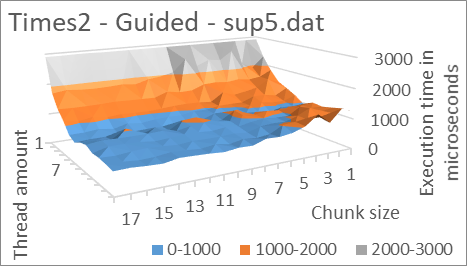 Times2 - Guided - sup5.dat
3000
2000
1000
0
Execution time in
microseconds
1
7
Thread amount
17 15 13 11 9 7 5 3 1
Chunk size
0-1000 1000-2000 2000-3000